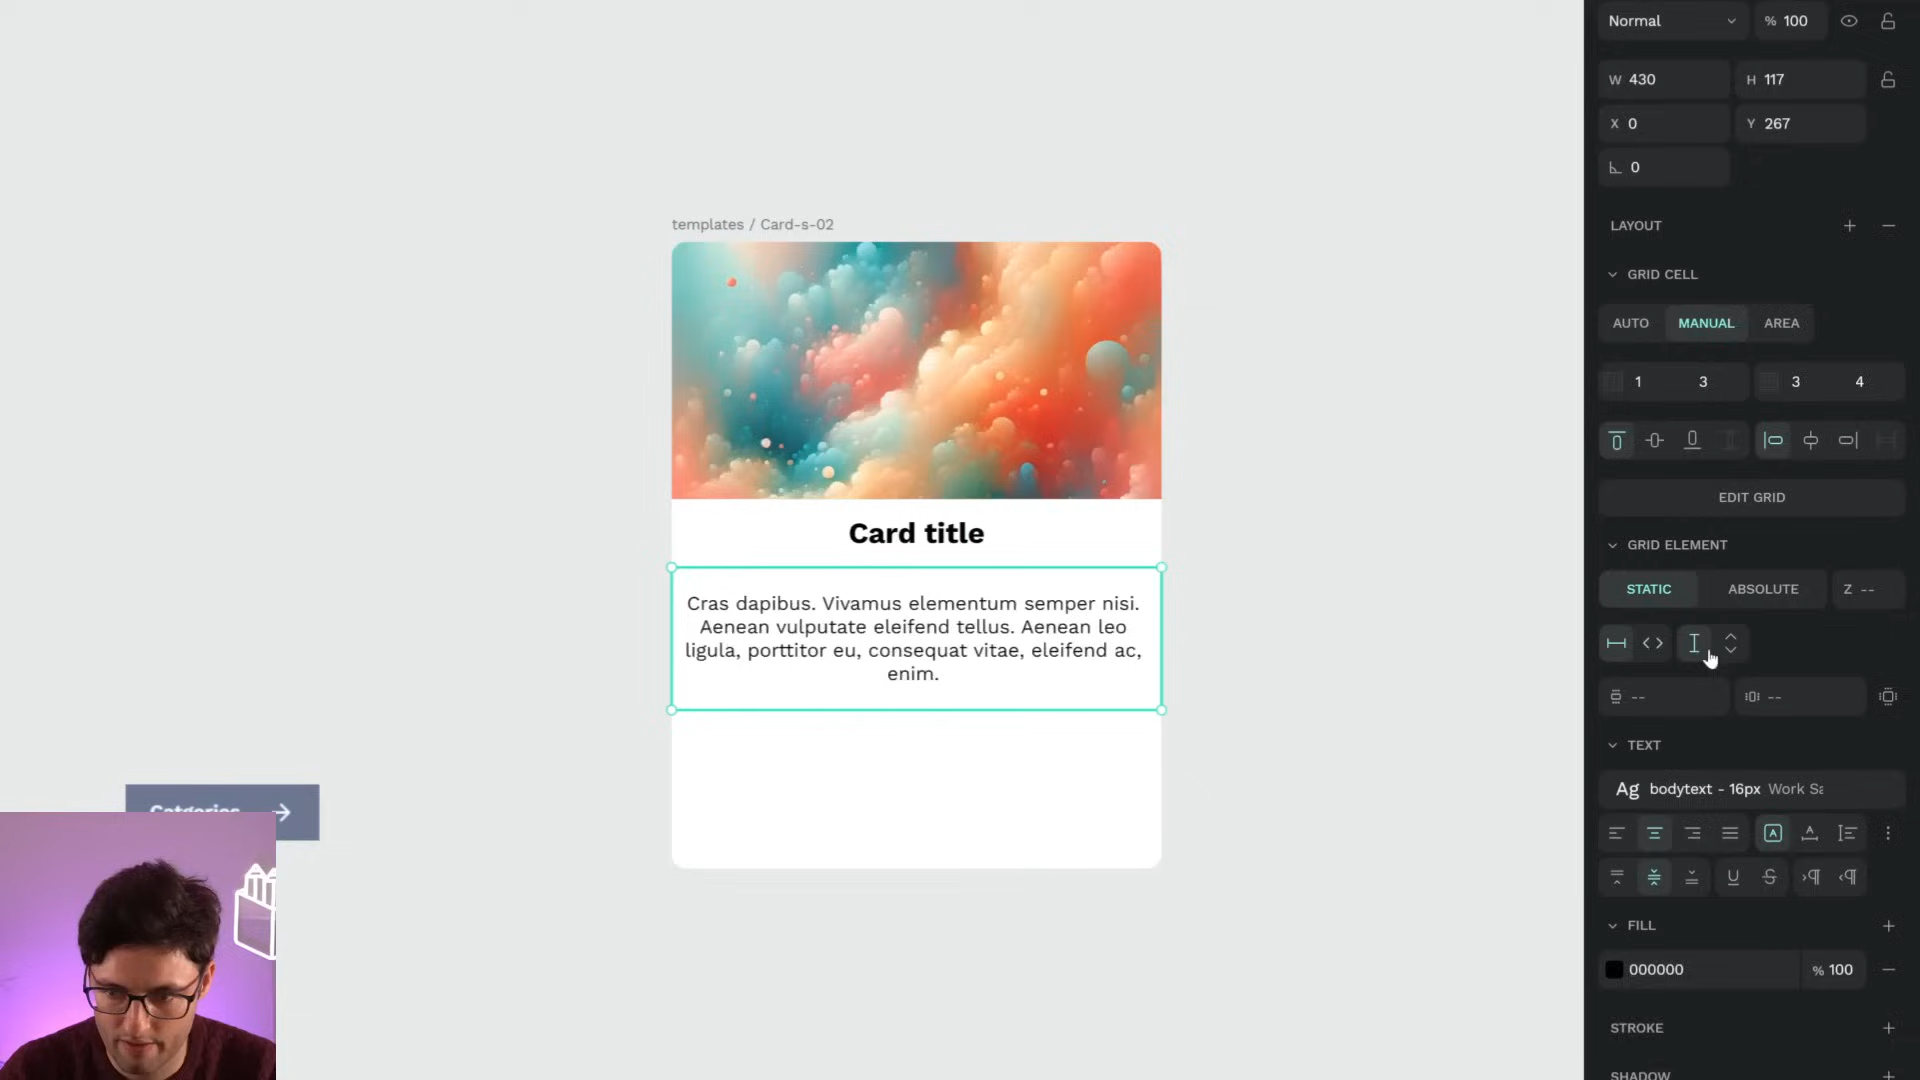 templates / Card-s-02
Card title
Cras dapibus. Vivamus elementum semper nisi.
Aenean vulputate eleifend tellus. Aenean leo
ligula, porttitor eu, consequat vitae, eleifend ac,
enim.
Catgories
Normal
% 100
W 430
H 117
X 0
Y 267
0
LAYOUT
GRID CELL
AUTO MANUAL AREA
1 3 3 4
EDIT GRID
GRID ELEMENT
STATIC ABSOLUTE Z --
-- --
TEXT
Ag bodytext - 16px Work Sa
FILL
000000 % 100
STROKE
SHADOW